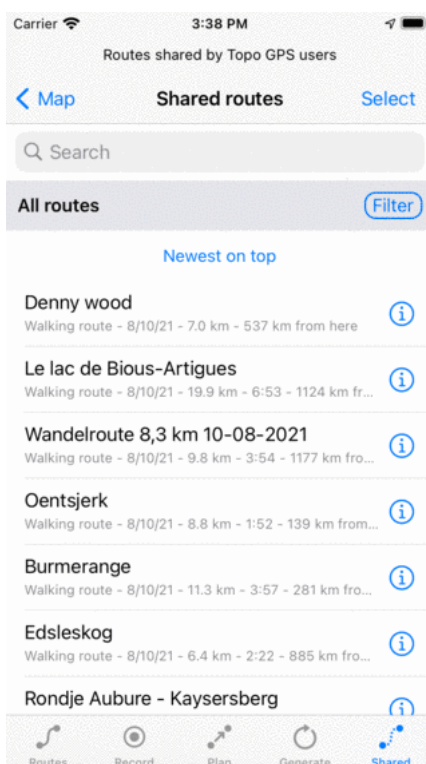 Carrier 3:38 PM
Routes shared by Topo GPS users
Map Shared routes Select
Search
All routes Filter
Newest on top
Denny wood
Walking route - 8/10/21 - 7.0 km - 537 km from here
Le lac de Bious-Artigues
Walking route - 8/10/21 - 19.9 km - 6:53 - 1124 km fr...
Wandelroute 8,3 km 10-08-2021
Walking route - 8/10/21 - 9.8 km - 3:54 - 1177 km fro...
Oentsjerk
Walking route - 8/10/21 - 8.8 km - 1:52 - 139 km from...
Burmerange
Walking route - 8/10/21 - 11.3 km - 3:57 - 281 km fro...
Edsleskog
Walking route - 8/10/21 - 6.4 km - 2:22 - 885 km fro...
Rondje Aubure - Kaysersberg
Routes Record Plan Generate Shared